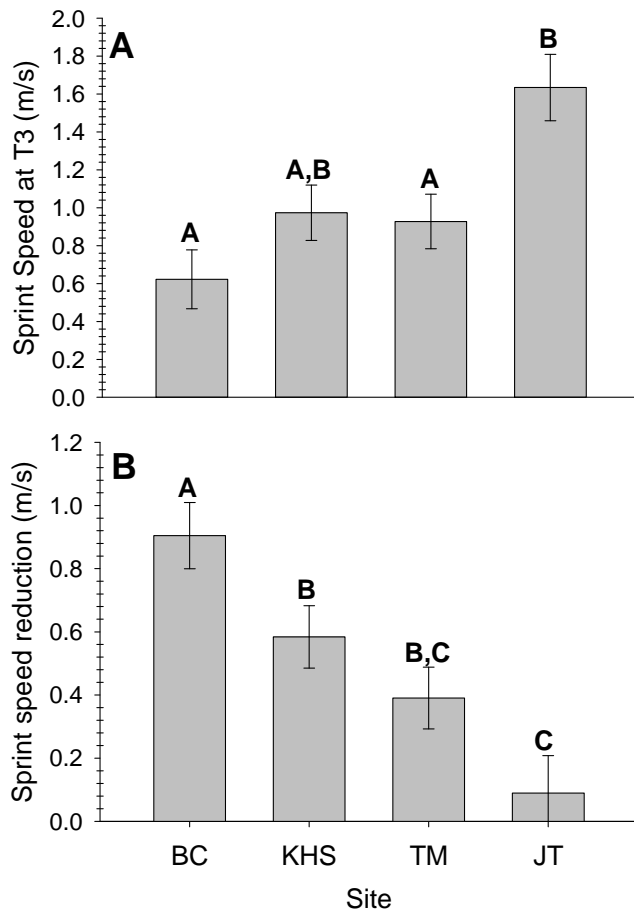 A
Sprint Speed at T3 (m/s)
2.0
1.8
1.6
1.4
1.2
1.0
0.8
0.6
0.4
0.2
0.0
A
A,B
A
B
B
Sprint speed reduction (m/s)
1.2
1.0
0.8
0.6
0.4
0.2
0.0
A
B
B,C
C
BC KHS TM JT
Site